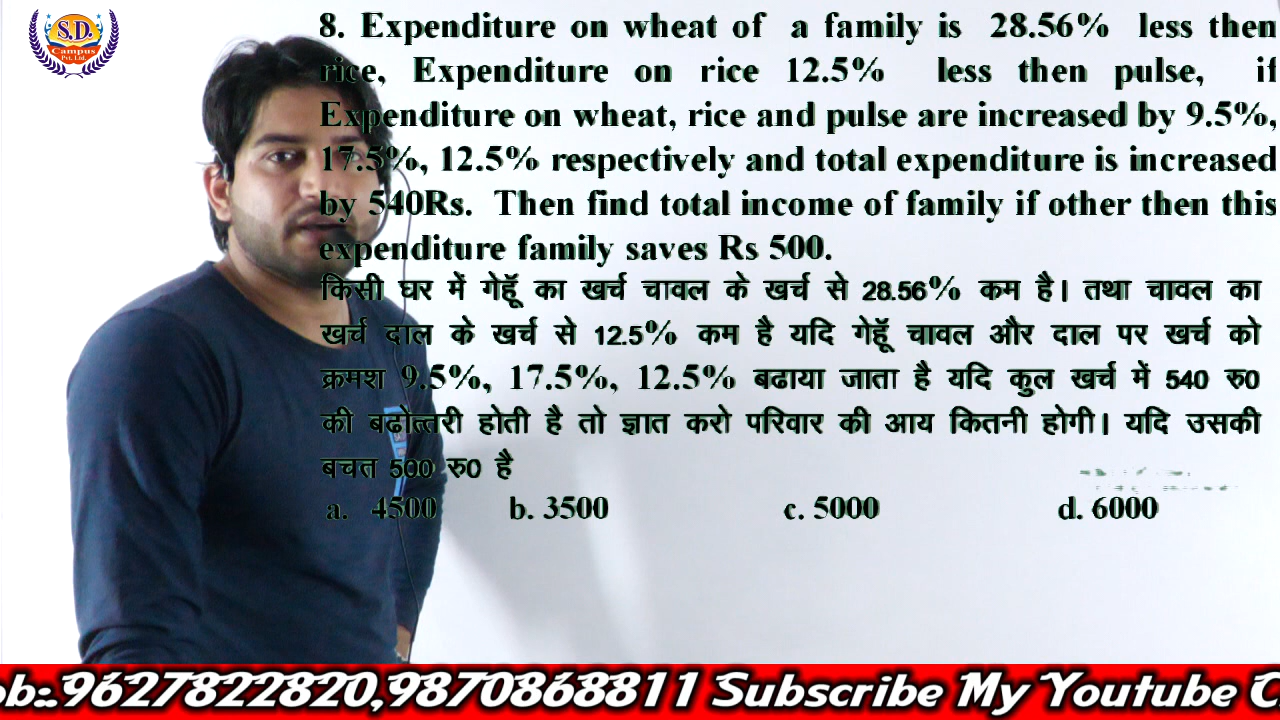 S.D.
Campus
Pvt. Ltd.
8. Expenditure on wheat of a family is 28.56% less then
rice, Expenditure on rice 12.5% less then pulse, if
Expenditure on wheat, rice and pulse are increased by 9.5%,
17.5%, 12.5% respectively and total expenditure is increased
by 540Rs. Then find total income of family if other then this
expenditure family saves Rs 500.
किसी घर में गेहूॅ का खर्च चावल के खर्च से 28.56% कम है। तथा चावल का
खर्च दाल के खर्च से 12.5% कम है यदि गेहूॅ चावल और दाल पर खर्च को
क्रमश 9.5%, 17.5%, 12.5% बढाया जाता है यदि कुल खर्च में 540 रु0
की बढोत्तरी होती है तो ज्ञात करो परिवार की आय कितनी होगी। यदि उसकी
बचत 500 रु0 है
a. 4500 b. 3500 c. 5000 d. 6000
ob:.9627822820,9870868811 Subscribe My Youtube C